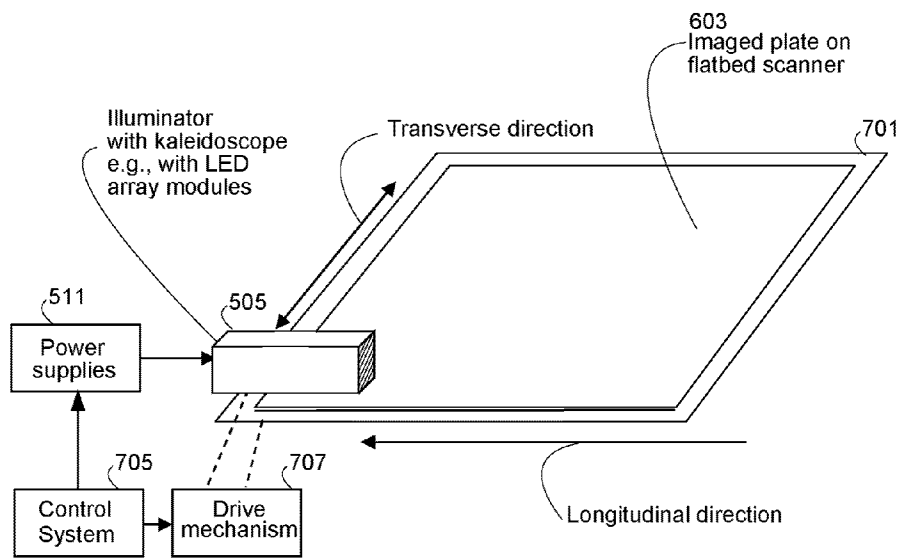 603
Imaged plate on
flatbed scanner
Illuminator
with kaleidoscope
e.g., with LED
array modules
Transverse direction
701
511
505
Power
supplies
705
707
Control
System
Drive
mechanism
Longitudinal direction